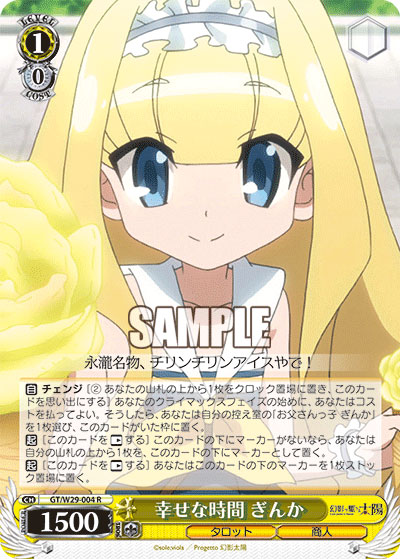 LEVEL
1
0
COST
SAMPLE
永瀧名物、チリンチリンアイスやで！
自 チェンジ [② あなたの山札の上から1枚をクロック置場に置き、このカードを思い出にする] あなたのクライマックスフェイズの始めに、あなたはコストを払ってよい。そうしたら、あなたは自分の控え室の「お父さんっ子 ぎんか」を1枚選び、このカードがいた枠に置く。
起 [このカードを する] このカードの下にマーカーがないなら、あなたは自分のストックの上から1枚を、このカードの下にマーカーとして置く。
起 [このカードを する] このカードの下のマーカーを1枚選び、ストック置場に置く。
CH GT/W29-004 R
1500
幸せな時間 ぎんか
幻影ヲ駆ケル太陽
タロット 商人
©sole;viola / Progetto 幻影太陽